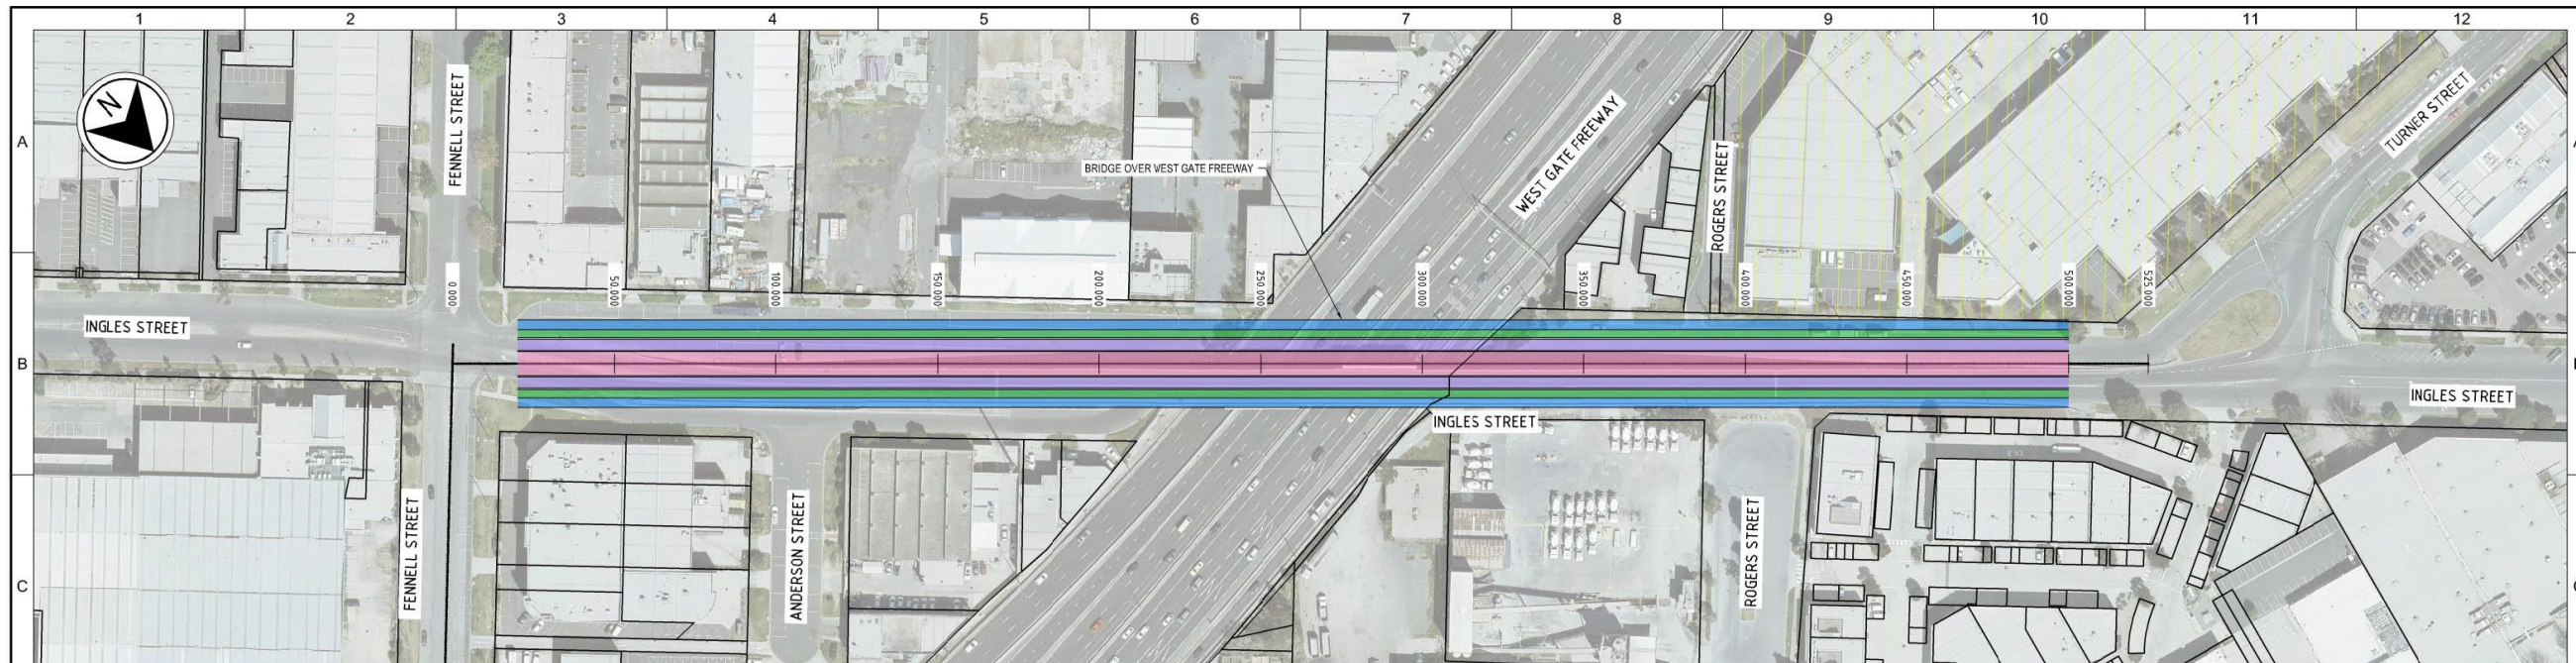 1 2 3 4 5 6 7 8 9 10 11 12
N
A
FENNELL STREET
BRIDGE OVER WEST GATE FREEWAY
WEST GATE FREEWAY
ROGERS STREET
TURNER STREET
0.000 50.000 100.000 150.000 200.000 250.000 300.000 350.000 400.000 450.000 500.000 525.000
INGLES STREET
B
INGLES STREET
INGLES STREET
FENNELL STREET
ANDERSON STREET
ROGERS STREET
C